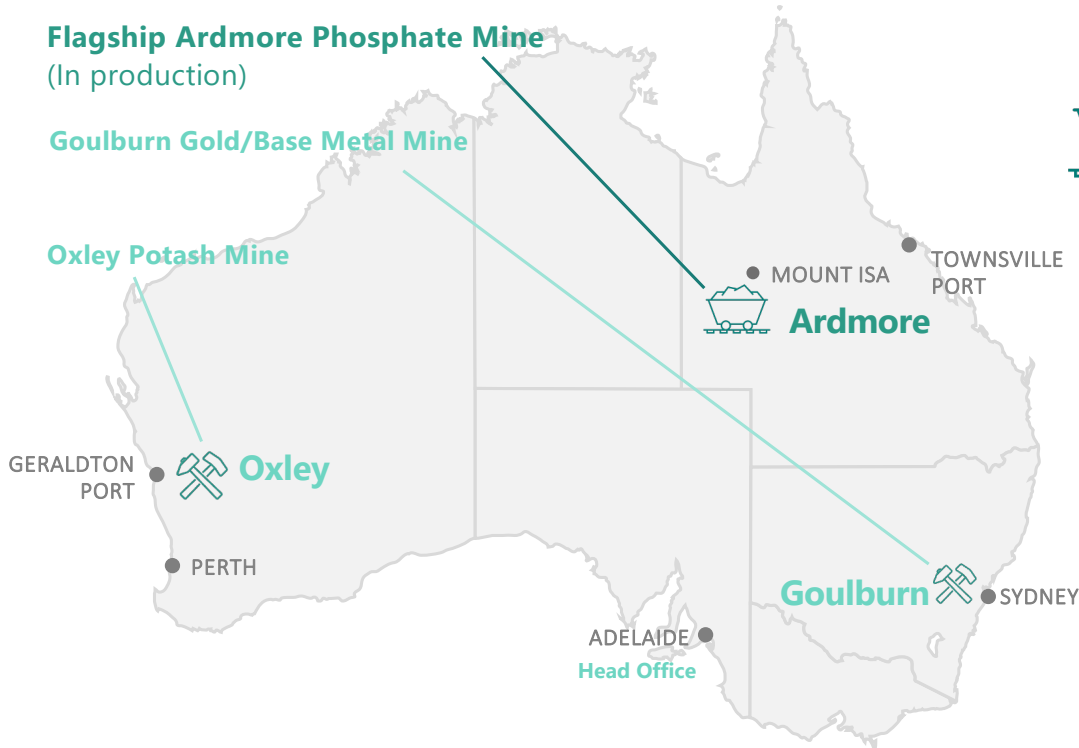 Flagship Ardmore Phosphate Mine
(In production)
Goulburn Gold/Base Metal Mine
Oxley Potash Mine
TOWNSVILLE
PORT
MOUNT ISA
Ardmore
GERALDTON
PORT
Oxley
PERTH
Goulburn
SYDNEY
ADELAIDE
Head Office